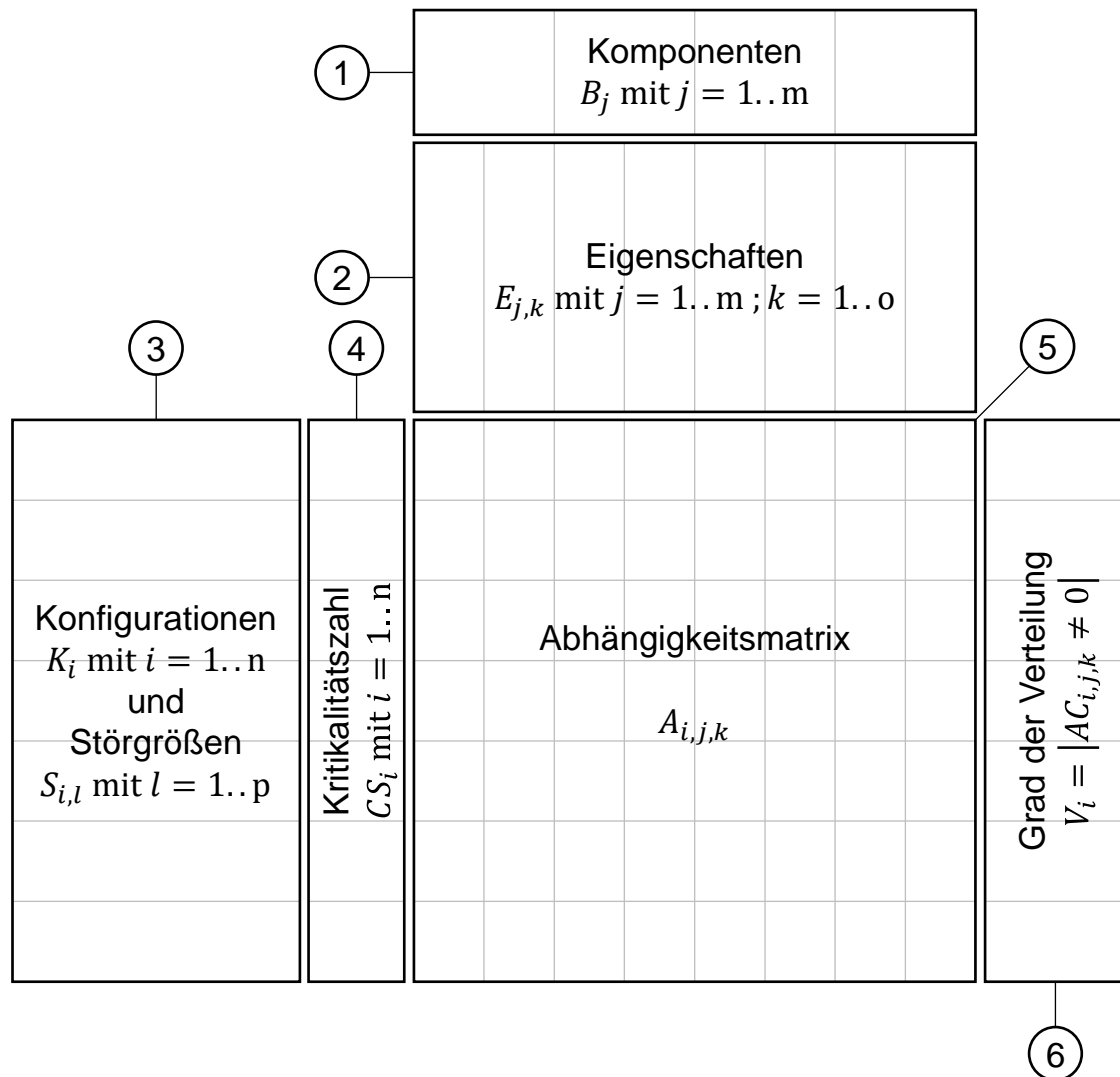 Komponenten
B_j mit j = 1..m
1
Eigenschaften
E_{j,k} mit j = 1..m ; k = 1..o
2
3
4
5
Konfigurationen
K_i mit i = 1..n
und
Störgrößen
S_{i,l} mit l = 1..p
Kritikalitätszahl
CS_i mit i = 1..n
Abhängigkeitsmatrix
A_{i,j,k}
Grad der Verteilung
V_i = |AC_{i,j,k} ≠ 0|
6